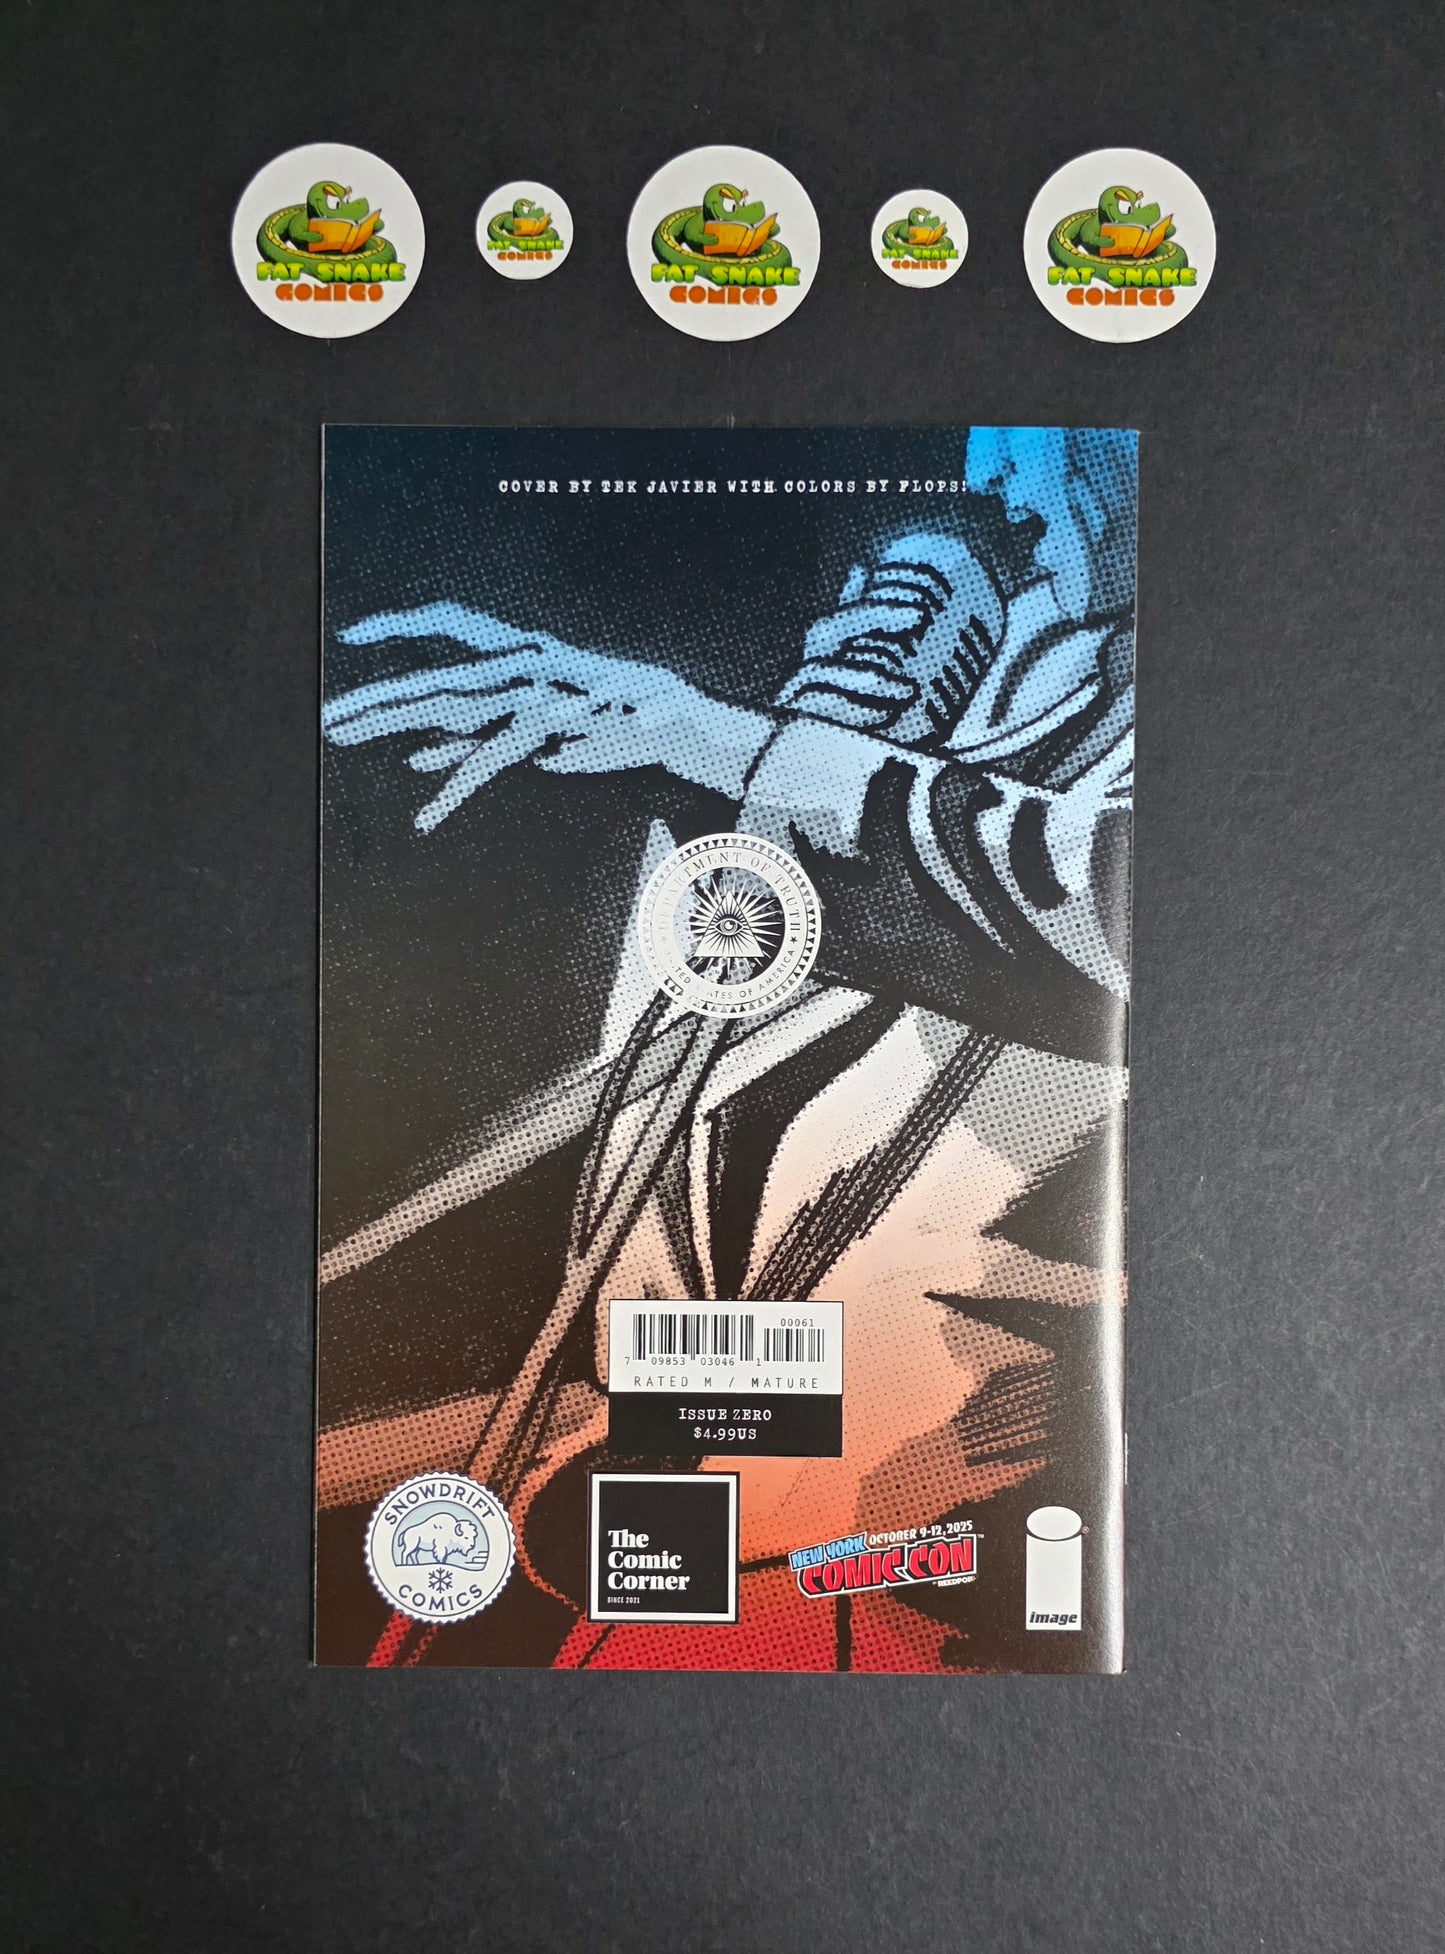 FAT SNAKE
COMICS
FAT SNAKE
COMICS
FAT SNAKE
COMICS
FAT SNAKE
COMICS
FAT SNAKE
COMICS
COVER BY TEK JAVIER WITH COLORS BY FLOPS!
DEPARTMENT OF TRUTH
STATES OF AMERICA
00061
7 09853 03046 1
RATED M / MATURE
ISSUE ZERO
$4.99US
SNOWDRIFT
COMICS
The
Comic
Corner
SINCE 2021
OCTOBER 9-12, 2025
NEW YORK
COMIC CON™
REEDPOP
image®